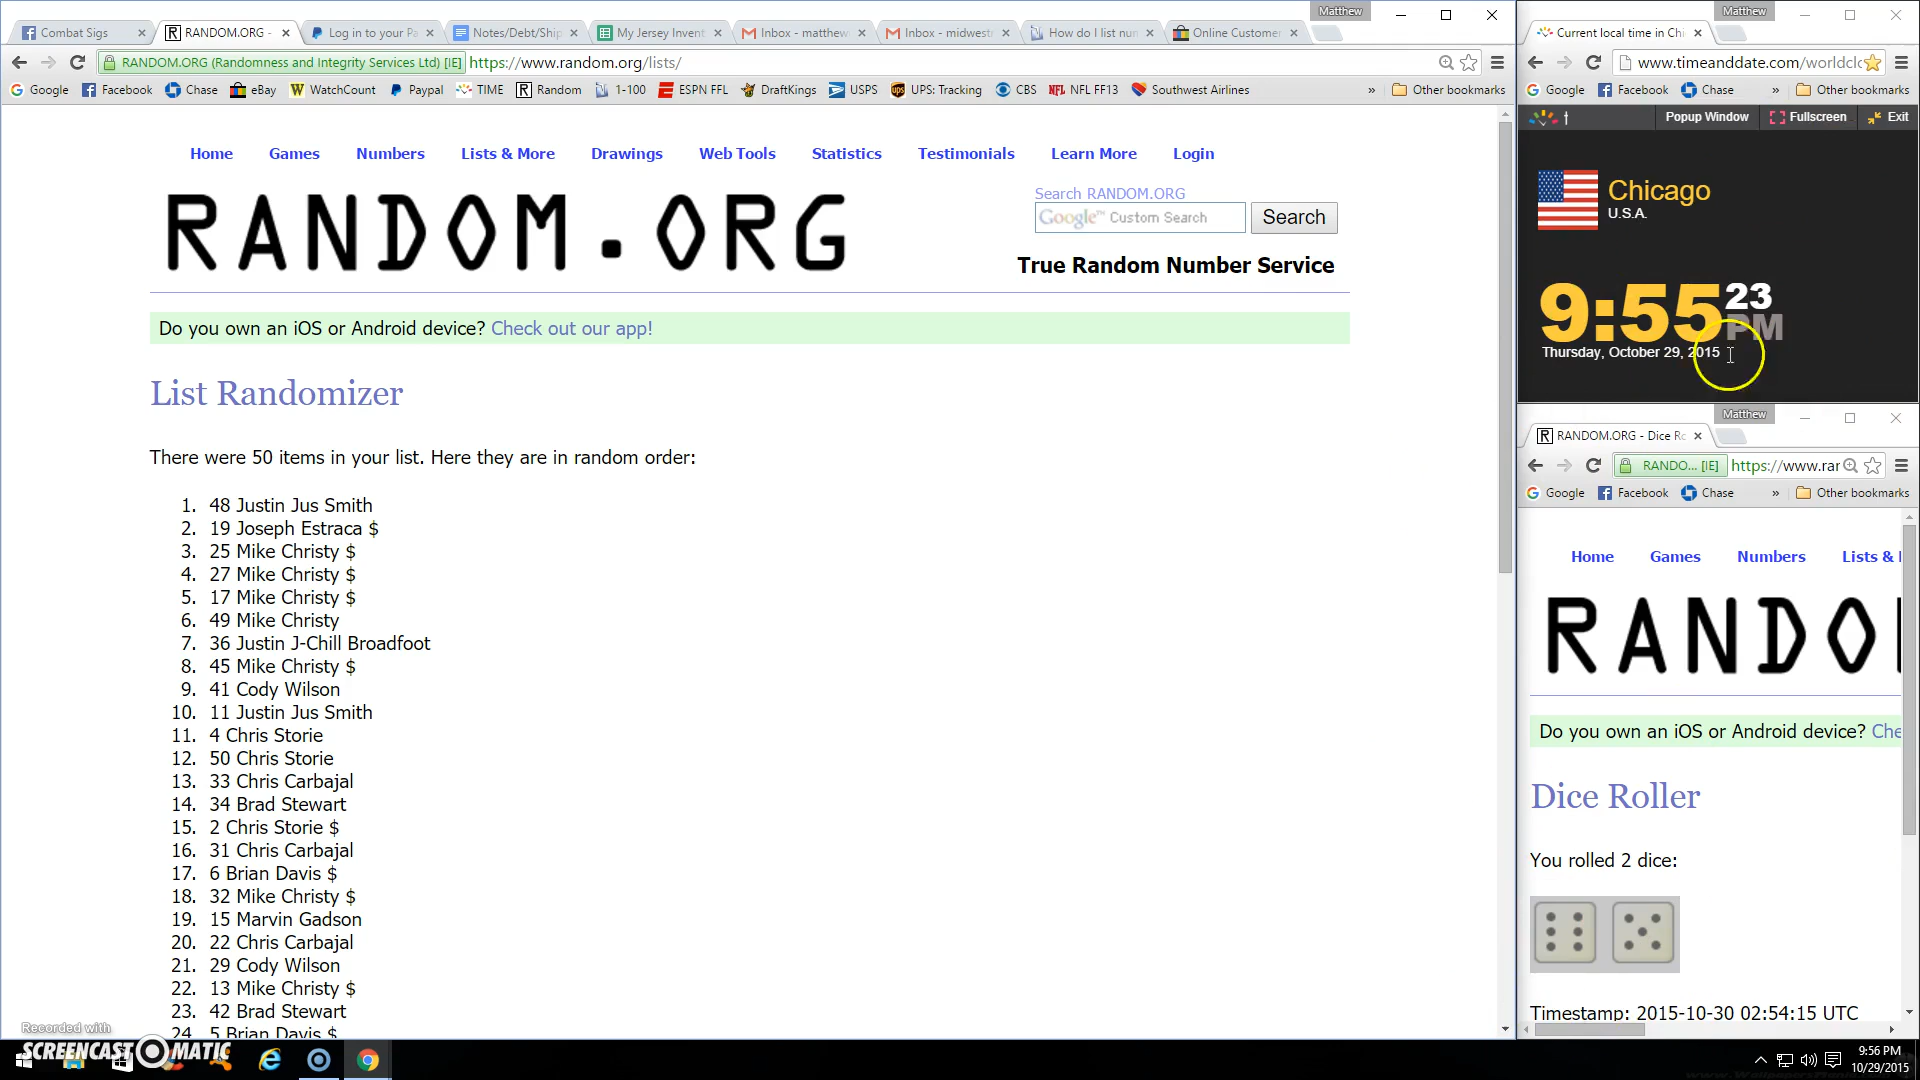 Matthew
Combat Sigs
RANDOM.ORG -
Log in to your Pa
Notes/Debt/Ship
My Jersey Invent
Inbox - matthew
Inbox - midwest
How do I list nun
Online Customer
RANDOM.ORG (Randomness and Integrity Services Ltd) [IE]
https://www.random.org/lists/
Google
Facebook
Chase
eBay
WatchCount
Paypal
TIME
Random
1-100
ESPN FFL
DraftKings
USPS
UPS: Tracking
CBS
NFL FF13
Southwest Airlines
»
Other bookmarks
Home
Games
Numbers
Lists & More
Drawings
Web Tools
Statistics
Testimonials
Learn More
Login
RANDOM.ORG
Search RANDOM.ORG
Google™ Custom Search
Search
True Random Number Service
Do you own an iOS or Android device? Check out our app!
List Randomizer
There were 50 items in your list. Here they are in random order:
1. 48 Justin Jus Smith
2. 19 Joseph Estraca $
3. 25 Mike Christy $
4. 27 Mike Christy $
5. 17 Mike Christy $
6. 49 Mike Christy
7. 36 Justin J-Chill Broadfoot
8. 45 Mike Christy $
9. 41 Cody Wilson
10. 11 Justin Jus Smith
11. 4 Chris Storie
12. 50 Chris Storie
13. 33 Chris Carbajal
14. 34 Brad Stewart
15. 2 Chris Storie $
16. 31 Chris Carbajal
17. 6 Brian Davis $
18. 32 Mike Christy $
19. 15 Marvin Gadson
20. 22 Chris Carbajal
21. 29 Cody Wilson
22. 13 Mike Christy $
23. 42 Brad Stewart
24. 5 Brian Davis $
Matthew
Current local time in Chi
www.timeanddate.com/worldclo
Google
Facebook
Chase
»
Other bookmarks
t
Popup Window
Fullscreen
Exit
Chicago
U.S.A.
9:55 23 PM
Thursday, October 29, 2015
Matthew
RANDOM.ORG - Dice Ro
RANDO... [IE]
https://www.rar
Google
Facebook
Chase
»
Other bookmarks
Home
Games
Numbers
Lists &
RANDO
Do you own an iOS or Android device? Che
Dice Roller
You rolled 2 dice:
Timestamp: 2015-10-30 02:54:15 UTC
Recorded with
SCREENCAST MATIC
9:56 PM
10/29/2015